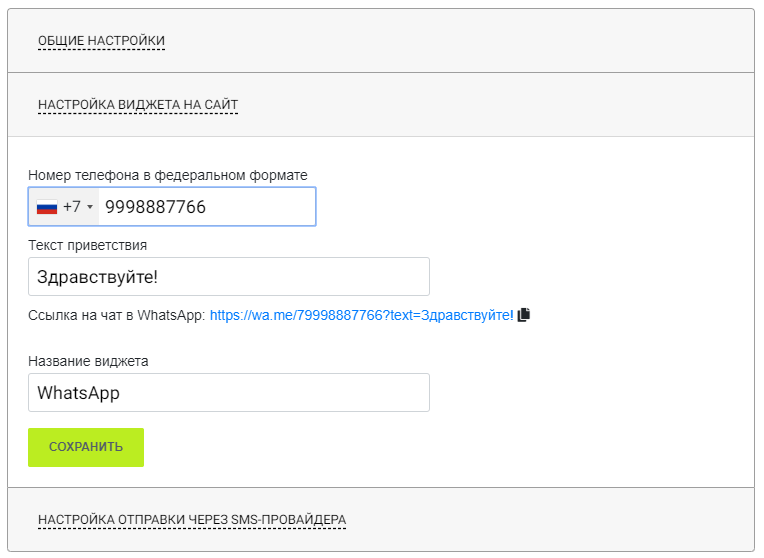 ОБЩИЕ НАСТРОЙКИ
НАСТРОЙКА ВИДЖЕТА НА САЙТ
Номер телефона в федеральном формате
+7 9998887766
Текст приветствия
Здравствуйте!
Ссылка на чат в WhatsApp: https://wa.me/79998887766?text=Здравствуйте!
Название виджета
WhatsApp
СОХРАНИТЬ
НАСТРОЙКА ОТПРАВКИ ЧЕРЕЗ SMS-ПРОВАЙДЕРА